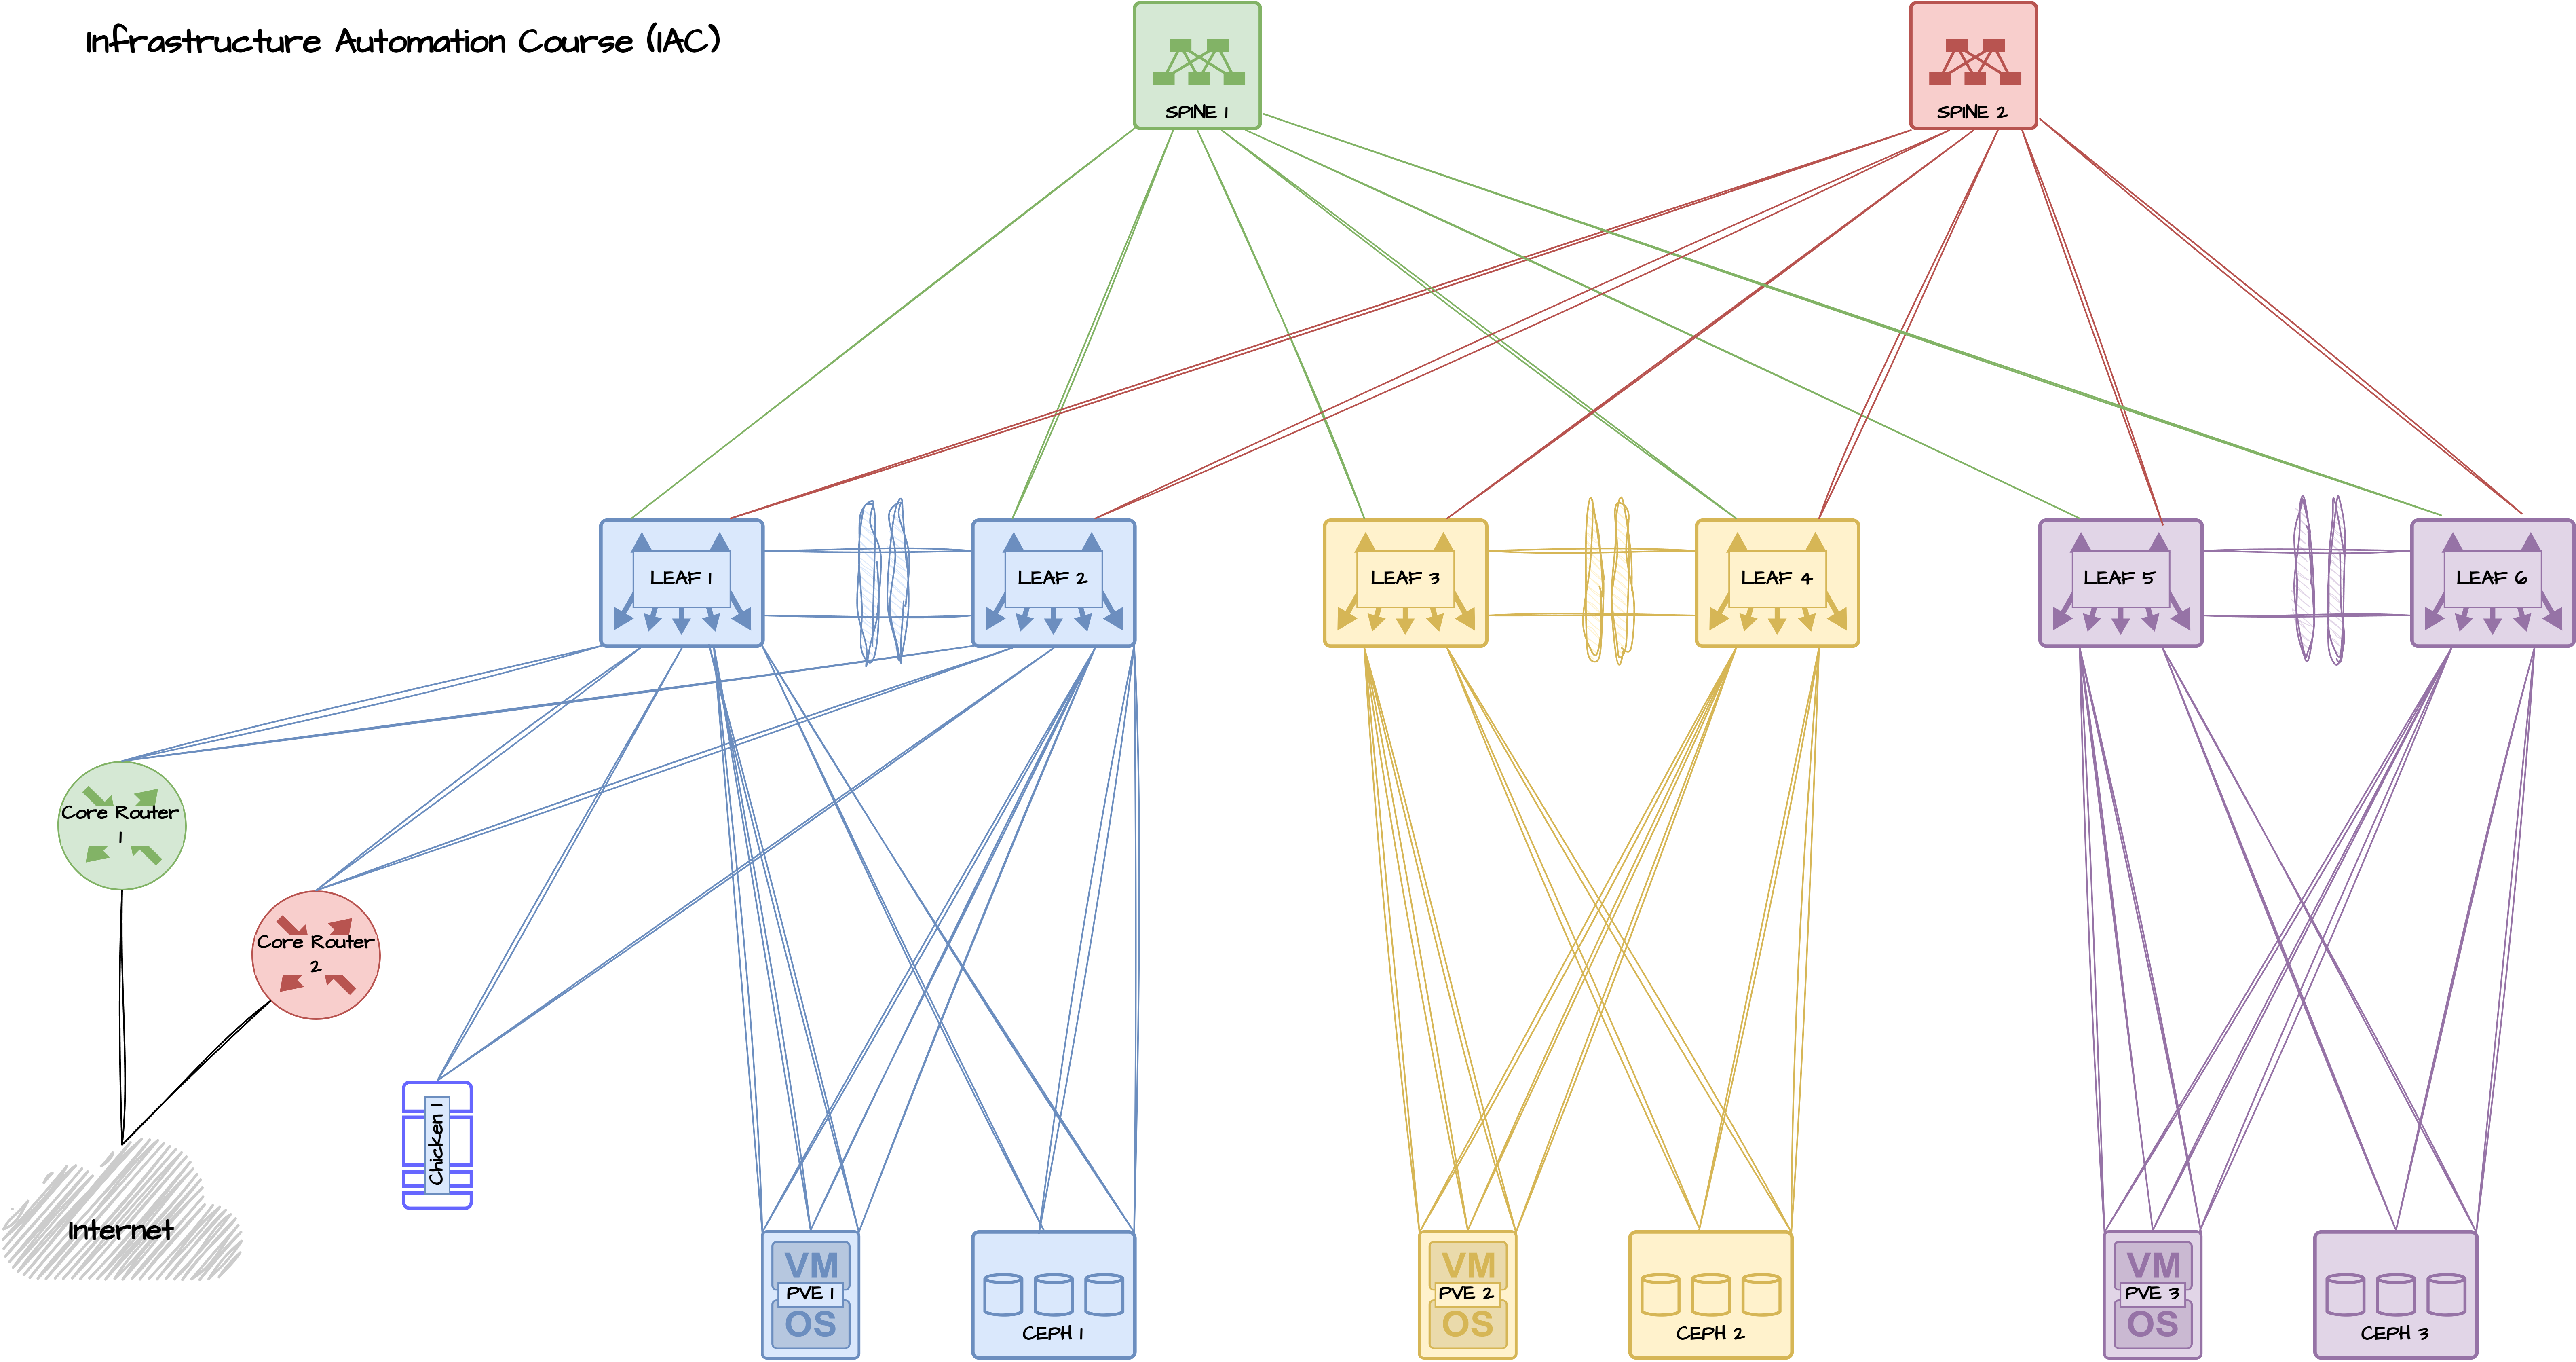 Infrastructure Automation Course (IAC)
SPINE 1
SPINE 2
LEAF 1
LEAF 2
LEAF 3
LEAF 4
LEAF 5
LEAF 6
Core Router
1
Core Router
2
Chicken 1
Internet
VM
PVE 1
OS
CEPH 1
VM
PVE 2
OS
CEPH 2
VM
PVE 3
OS
CEPH 3